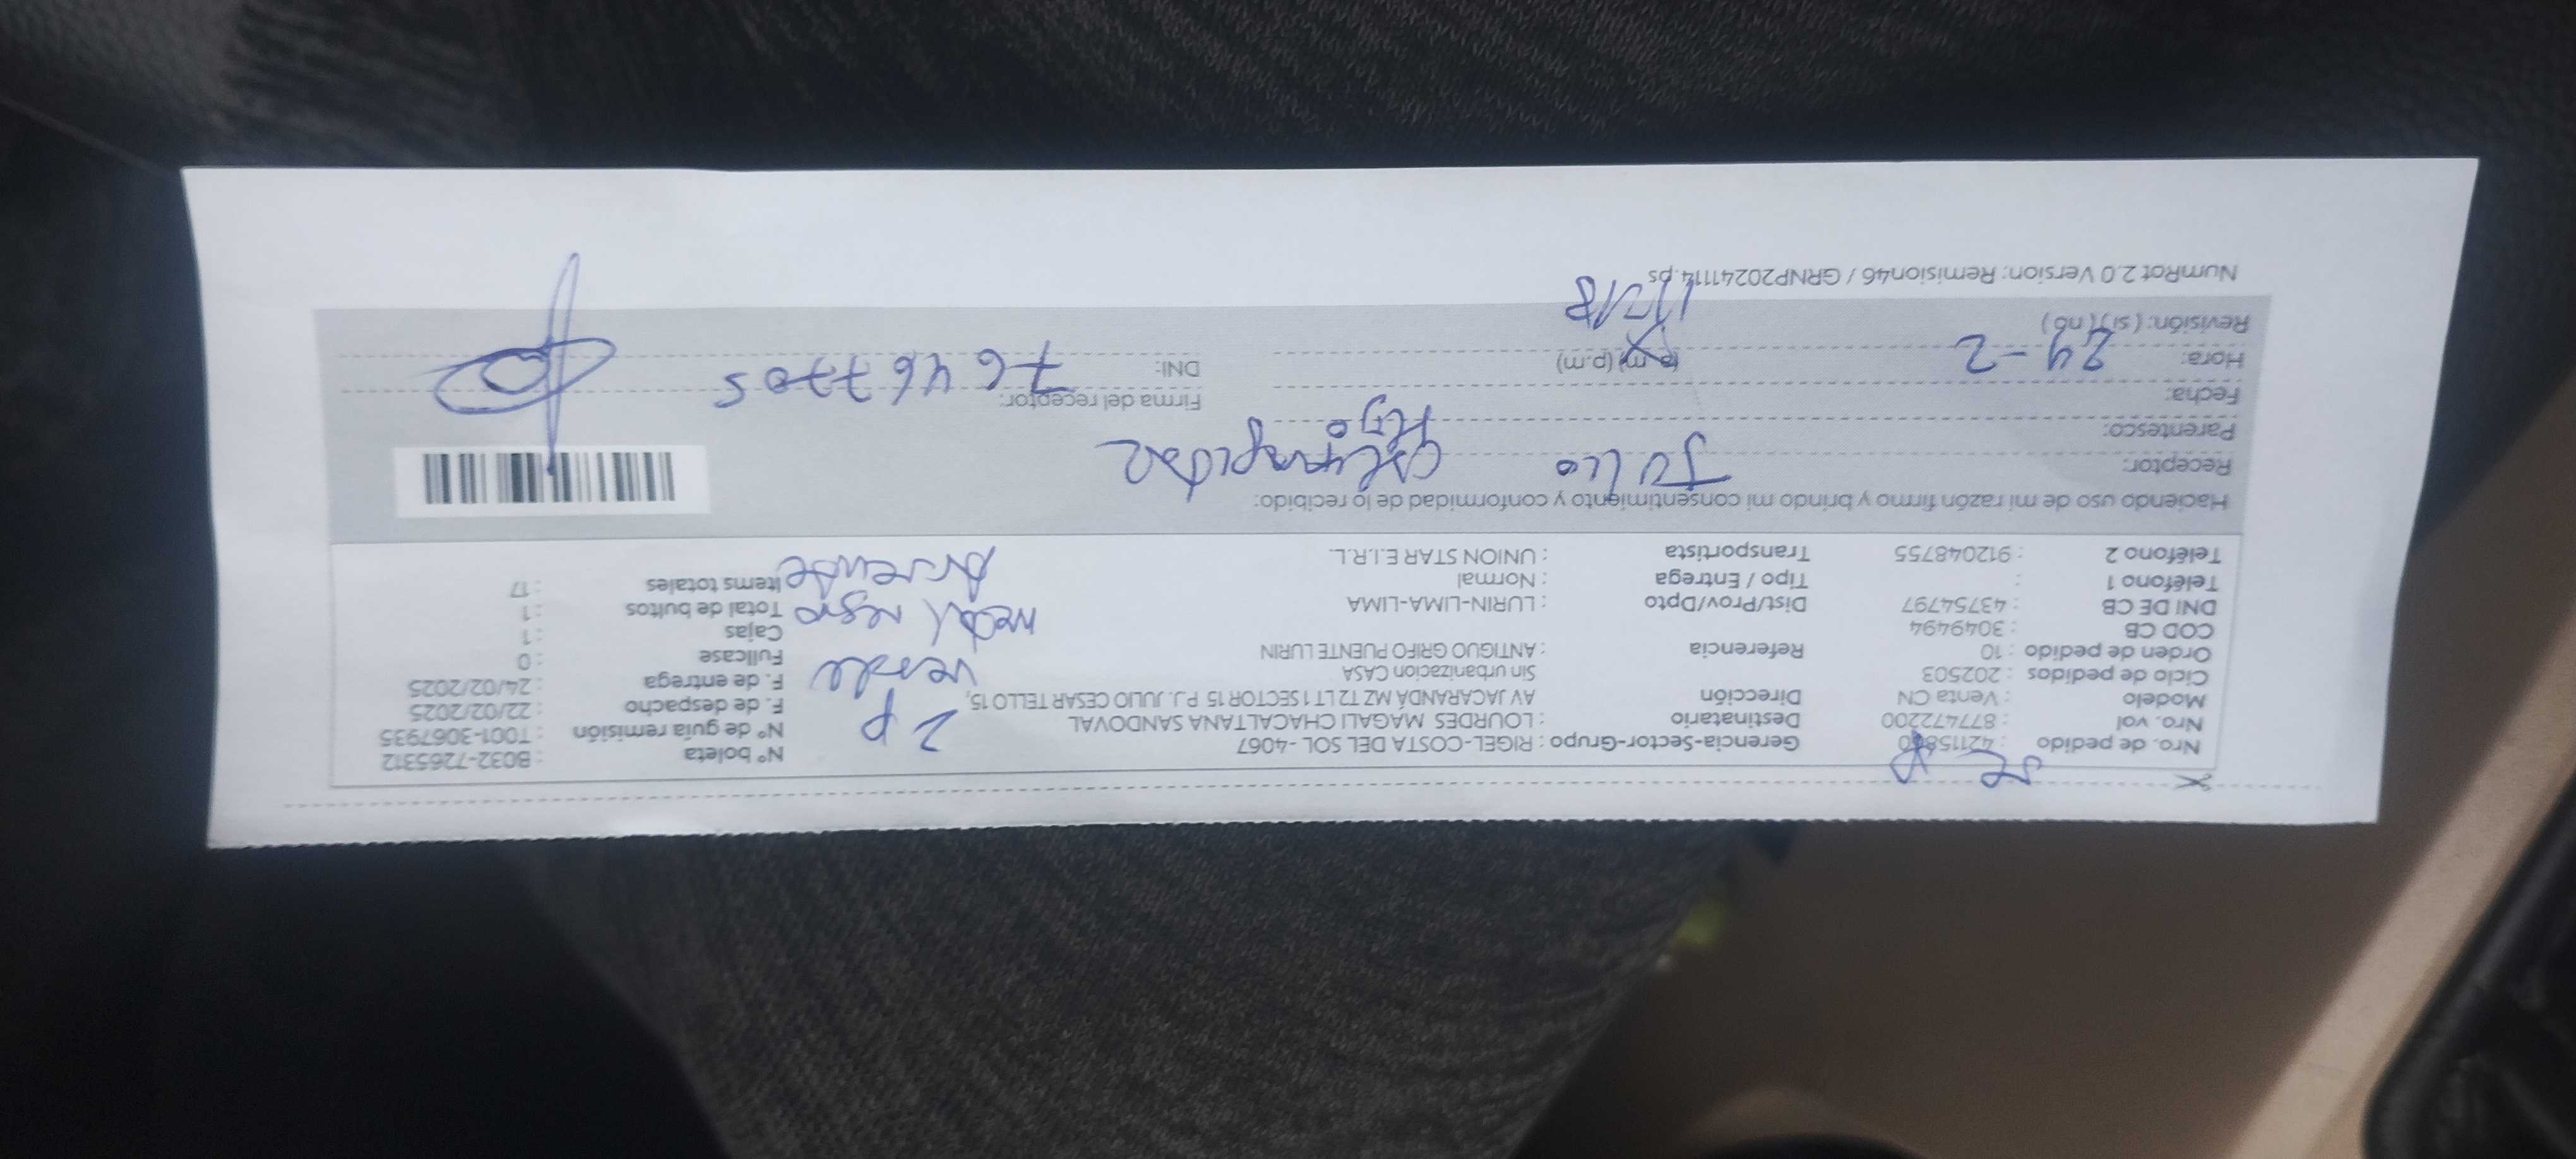 Nro. de pedido : 4211586
Nro. vol : 877472200
Modelo : Venta CN
Ciclo de pedidos : 202503
Orden de pedido : 10
COD CB : 3049494
DNI DE CB : 43754797
Teléfono 1 :
Teléfono 2 : 912048755
Gerencia-Sector-Grupo : RIGEL-COSTA DEL SOL -4067
Destinatario : LOURDES MAGALI CHACALTANA SANDOVAL
Dirección AV JACARANDÁ MZ T2 LT 1 SECTOR 15 P.J. JULIO CESAR TELLO 15,
Sin urbanizacion CASA
Referencia : ANTIGUO GRIFO PUENTE LURIN
Dist/Prov/Dpto : LURIN-LIMA-LIMA
Tipo / Entrega : Normal
Transportista : UNION STAR E.I.R.L.
2 P
verde
metal negro
N° boleta : B032-7265312
N° de guía remisión : T001-3067935
F. de despacho : 22/02/2025
F. de entrega : 24/02/2025
Fullcase : 0
Cajas : 1
Total de bultos : 1
Items totales : 17
Haciendo uso de mi razón firmo y brindo mi consentimiento y conformidad de lo recibido:
Receptor: Julio
Parentesco: Hijo
Fecha:
Hora: 24-2 (a.m) (p.m)
Revisión: ( si ) ( no )
Firma del receptor:
DNI: 76467705
NumRot 2.0 Version: Remision46 / GRNP20241114.ps